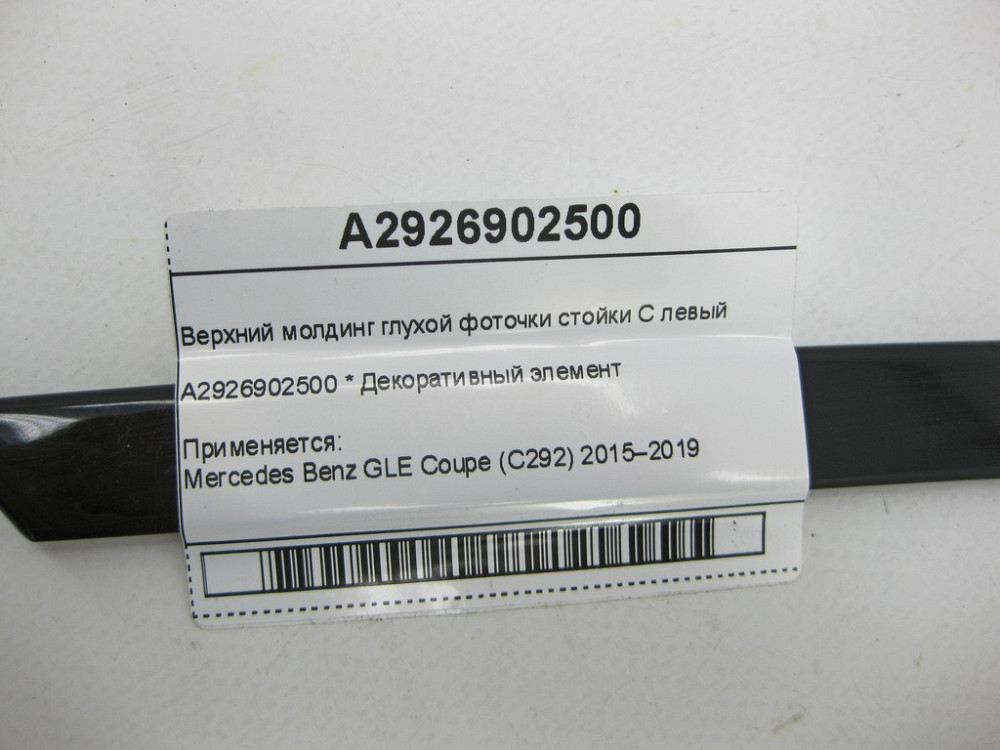 A2926902500
Верхний молдинг глухой фоточки стойки С левый
A2926902500 * Декоративный элемент
Применяется:
Mercedes Benz GLE Coupe (C292) 2015–2019